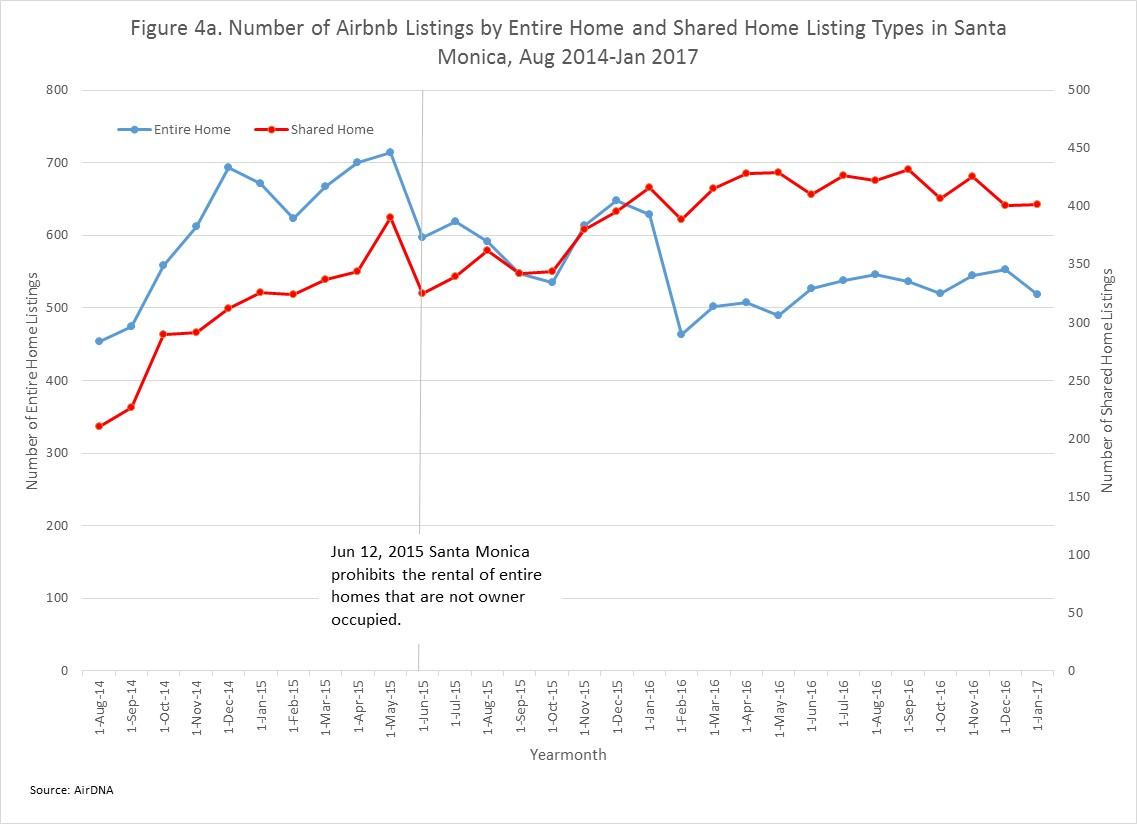 Figure 4a. Number of Airbnb Listings by Entire Home and Shared Home Listing Types in Santa
Monica, Aug 2014-Jan 2017
Entire Home
Shared Home
Number of Entire Home Listings
800
700
600
500
400
300
200
100
0
Jun 12, 2015 Santa Monica
prohibits the rental of entire
homes that are not owner
occupied.
500
450
400
350
300
250
200
150
100
50
0
Number of Shared Home Listings
1-Aug-14
1-Sep-14
1-Oct-14
1-Nov-14
1-Dec-14
1-Jan-15
1-Feb-15
1-Mar-15
1-Apr-15
1-May-15
1-Jun-15
1-Jul-15
1-Aug-15
1-Sep-15
1-Oct-15
1-Nov-15
1-Dec-15
1-Jan-16
1-Feb-16
1-Mar-16
1-Apr-16
1-May-16
1-Jun-16
1-Jul-16
1-Aug-16
1-Sep-16
1-Oct-16
1-Nov-16
1-Dec-16
1-Jan-17
Yearmonth
Source: AirDNA